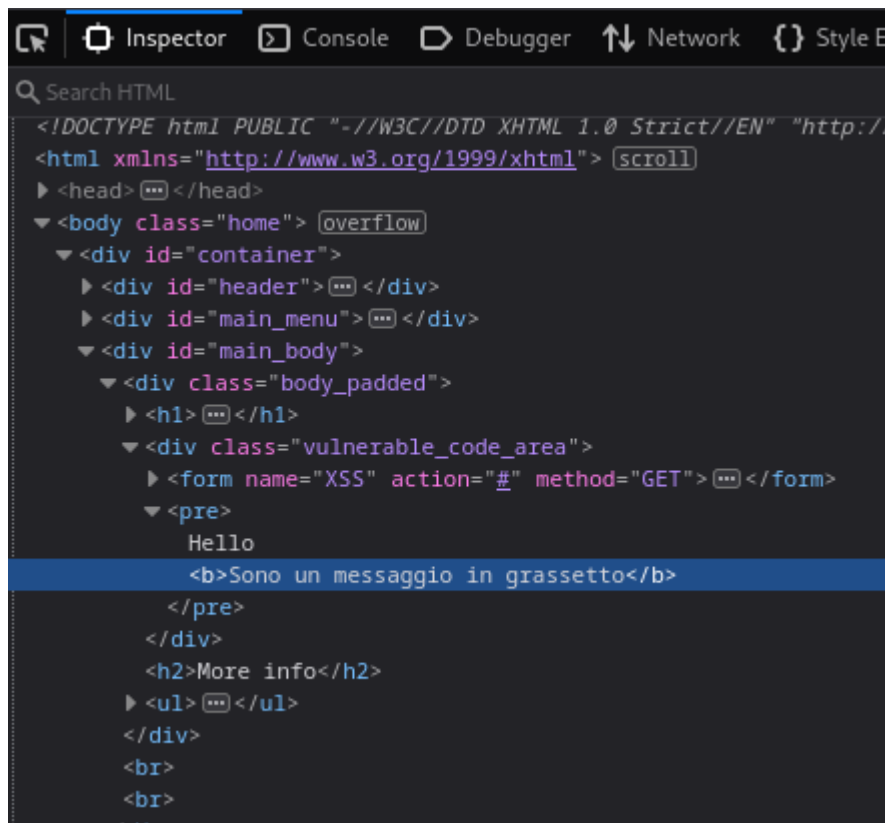 Inspector Console Debugger Network {} Style E
Search HTML
<!DOCTYPE html PUBLIC "-//W3C//DTD XHTML 1.0 Strict//EN" "http:/
<html xmlns="http://www.w3.org/1999/xhtml"> scroll
<head>…</head>
<body class="home"> overflow
<div id="container">
<div id="header">…</div>
<div id="main_menu">…</div>
<div id="main_body">
<div class="body_padded">
<h1>…</h1>
<div class="vulnerable_code_area">
<form name="XSS" action="#" method="GET">…</form>
<pre>
Hello
<b>Sono un messaggio in grassetto</b>
</pre>
</div>
<h2>More info</h2>
<ul>…</ul>
</div>
<br>
<br>